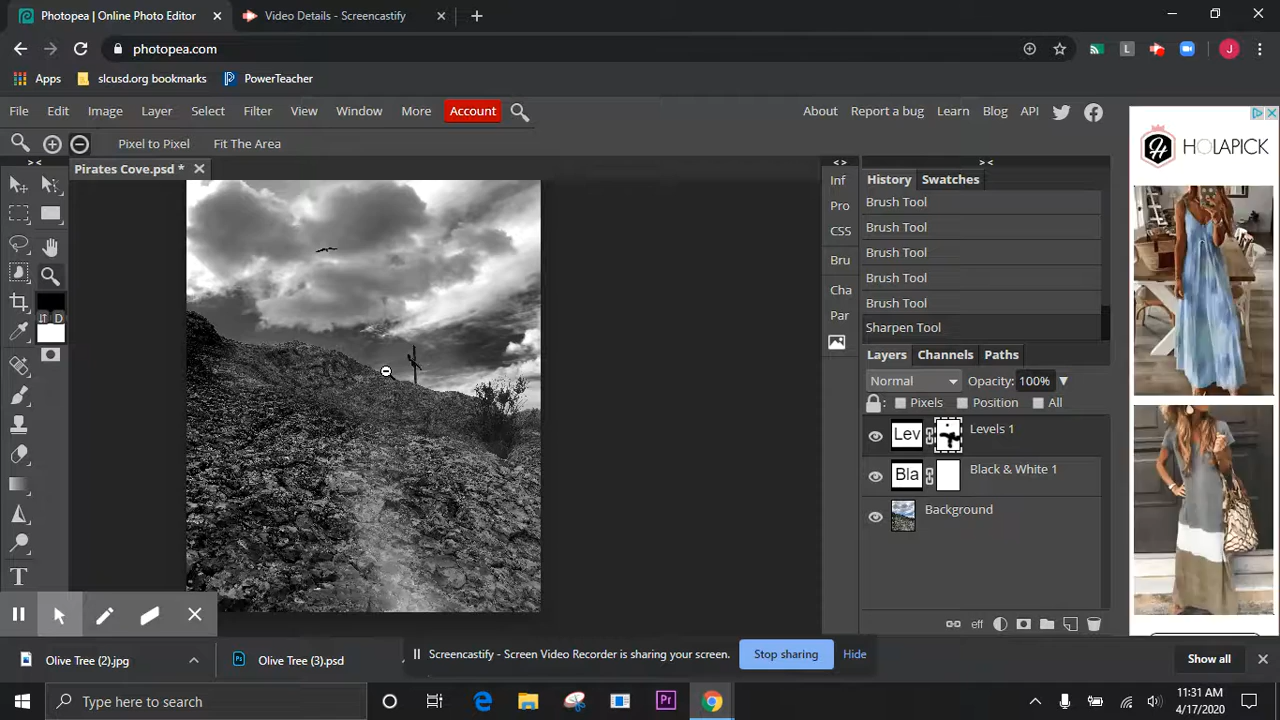 Photopea | Online Photo Editor
Video Details - Screencastify
photopea.com
L
J
Apps
slcusd.org bookmarks
PowerTeacher
File Edit Image Layer Select Filter View Window More Account
About Report a bug Learn Blog API
Pixel to Pixel Fit The Area
HOLAPICK
Pirates Cove.psd *
> <
< >
> <
Inf
Pro
CSS
Bru
Cha
Par
History Swatches
Brush Tool
Brush Tool
Brush Tool
Brush Tool
Brush Tool
Sharpen Tool
Layers Channels Paths
Normal Opacity: 100%
Pixels Position All
Lev Levels 1
Bla Black & White 1
Background
D
T
eff
Olive Tree (2).jpg
Olive Tree (3).psd
Screencastify - Screen Video Recorder is sharing your screen.
Stop sharing
Hide
Show all
Type here to search
Pr
11:31 AM
4/17/2020